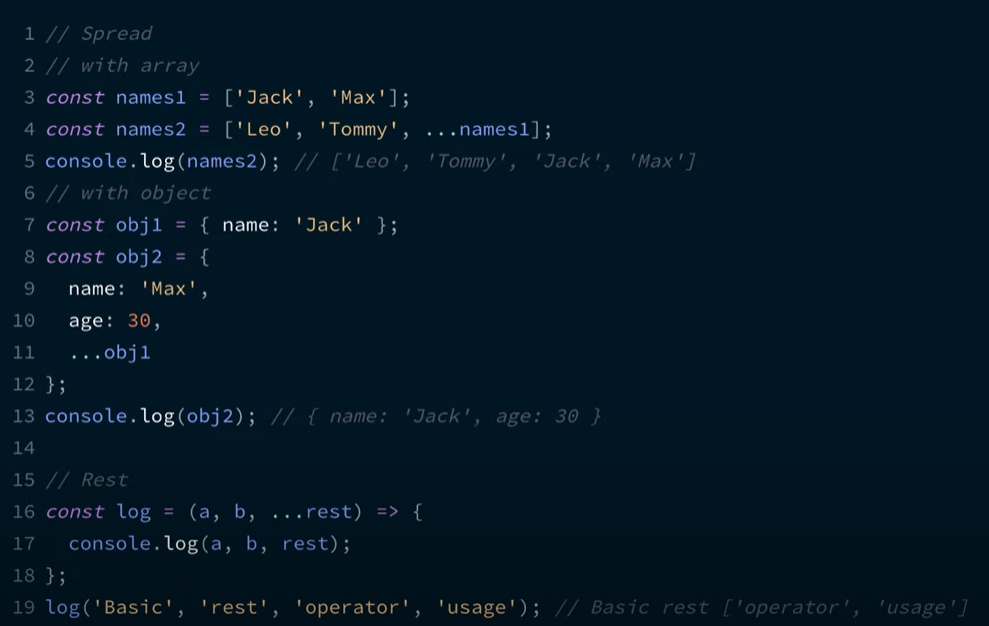 1 // Spread
2 // with array
3 const names1 = ['Jack', 'Max'];
4 const names2 = ['Leo', 'Tommy', ...names1];
5 console.log(names2); // ['Leo', 'Tommy', 'Jack', 'Max']
6 // with object
7 const obj1 = { name: 'Jack' };
8 const obj2 = {
9   name: 'Max',
10   age: 30,
11   ...obj1
12 };
13 console.log(obj2); // { name: 'Jack', age: 30 }
14
15 // Rest
16 const log = (a, b, ...rest) => {
17   console.log(a, b, rest);
18 };
19 log('Basic', 'rest', 'operator', 'usage'); // Basic rest ['operator', 'usage']